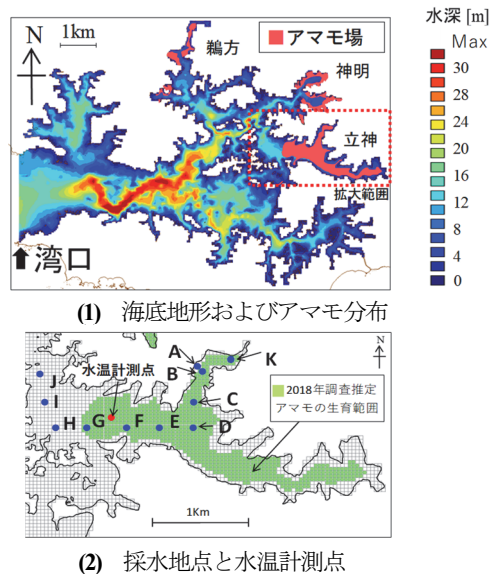 水深 [m]
Max
30
28
24
20
16
12
8
4
0
1km
N
鵜方
アマモ場
神明
立神
拡大範囲
湾口
(1) 海底地形およびアマモ分布
N
水温計測点
A
B
K
J
I
C
H
G
F
E
D
2018年調査推定
アマモの生育範囲
1Km
(2) 採水地点と水温計測点